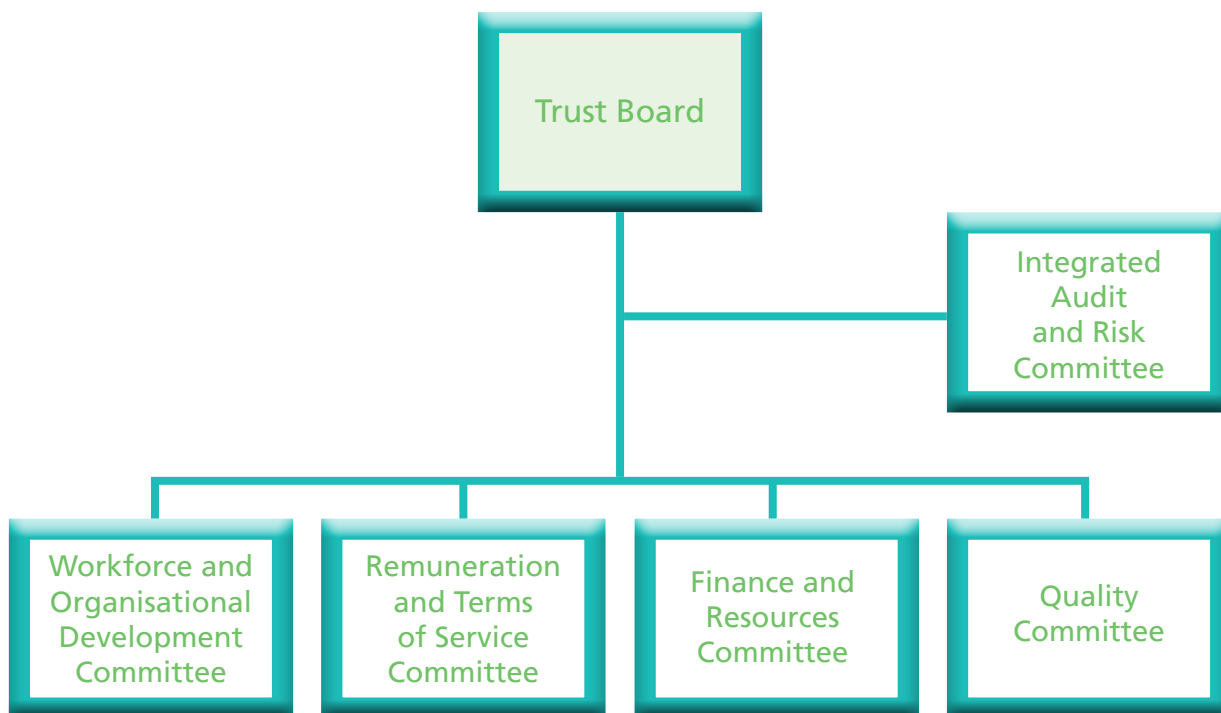 Trust Board
Integrated
Audit
and Risk
Committee
Workforce and
Organisational
Development
Committee
Remuneration
and Terms
of Service
Committee
Finance and
Resources
Committee
Quality
Committee